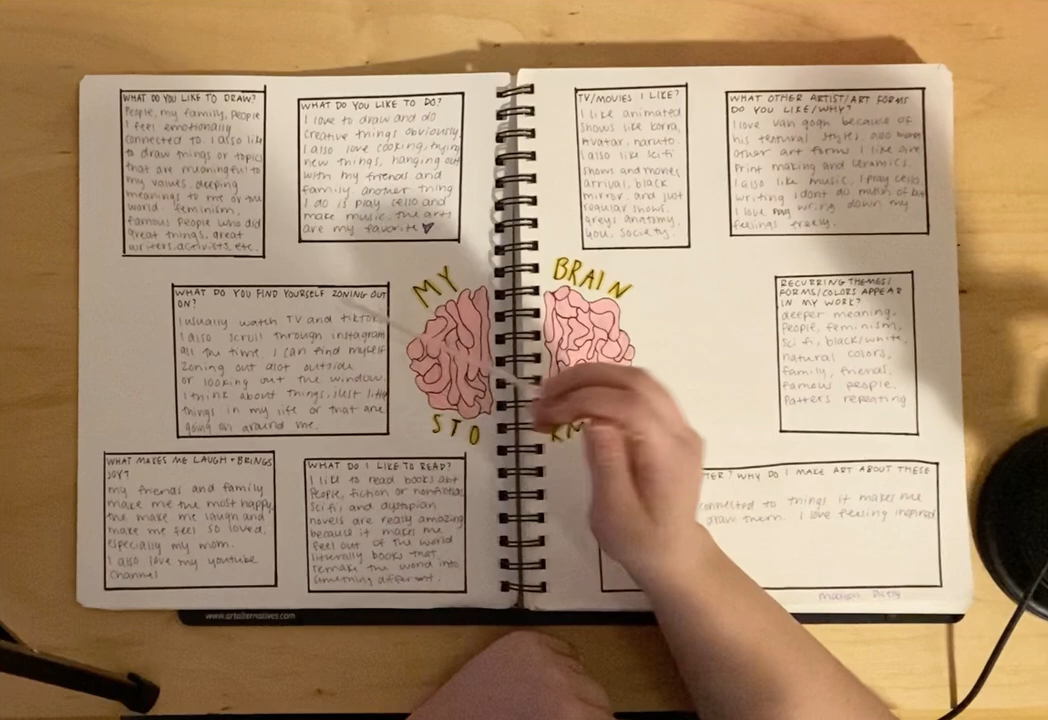 WHAT DO YOU LIKE TO DRAW?
People, my family, people
I feel emotionally
connected to. I also like
to draw things or topics
that are meaningful to
my values. deeping
meanings to me or the
world. feminism,
famous people who did
great things, great
writers, activists, etc.
WHAT DO YOU LIKE TO DO?
I love to draw and do
creative things obviously.
I also love cooking, trying
new things, hanging out
with my friend and
family. another thing
I do is play cello and
make music. the arts
are my favorite
WHAT DO YOU FIND YOURSELF ZONING OUT
ON?
I usually watch TV and tiktok.
I also scroll through instagram
all the time. I can find myself
zoning out alot outside
or looking out the window.
I think about things. Just little
things in my life or that are
going on around me.
WHAT MAKES ME LAUGH + BRINGS
JOY?
my friends and family
make me the most happy.
the make me laugh and
make me feel so loved,
especially my mom.
I also love my youtube
channel
WHAT DO I LIKE TO READ?
I like to read books abt
people, fiction or nonfiction
sci fi, and dystopian
novels are really amazing
because it makes me
feel out of the world
literally books that
remake the world into
something different.
MY BRAIN
STO
TV/MOVIES I LIKE?
I like animated
shows like korra,
Avatar, naruto.
I also like sci fi
shows and movies
arrival, black
mirror. and just
regular shows.
greys anatomy,
you, society.
WHAT OTHER ARTIST/ART FORMS
DO YOU LIKE/WHY?
I love van gogh because of
his textural styles. also
other art forms I like are
print making and ceramics.
I also like music, I play cello.
writing I dont do much of but
I love writing down my
feelings freely.
RECURRING THEMES/
FORMS/COLORS APPEAR
IN MY WORK?
deeper meaning,
people, feminism,
sci fi, black/white,
natural colors,
family, friends,
famous people.
Patters repeating
WHY DO I MAKE ART ABOUT THESE
connected to things it makes me
draw them. I love feeling inspired
www.artalternatives.com